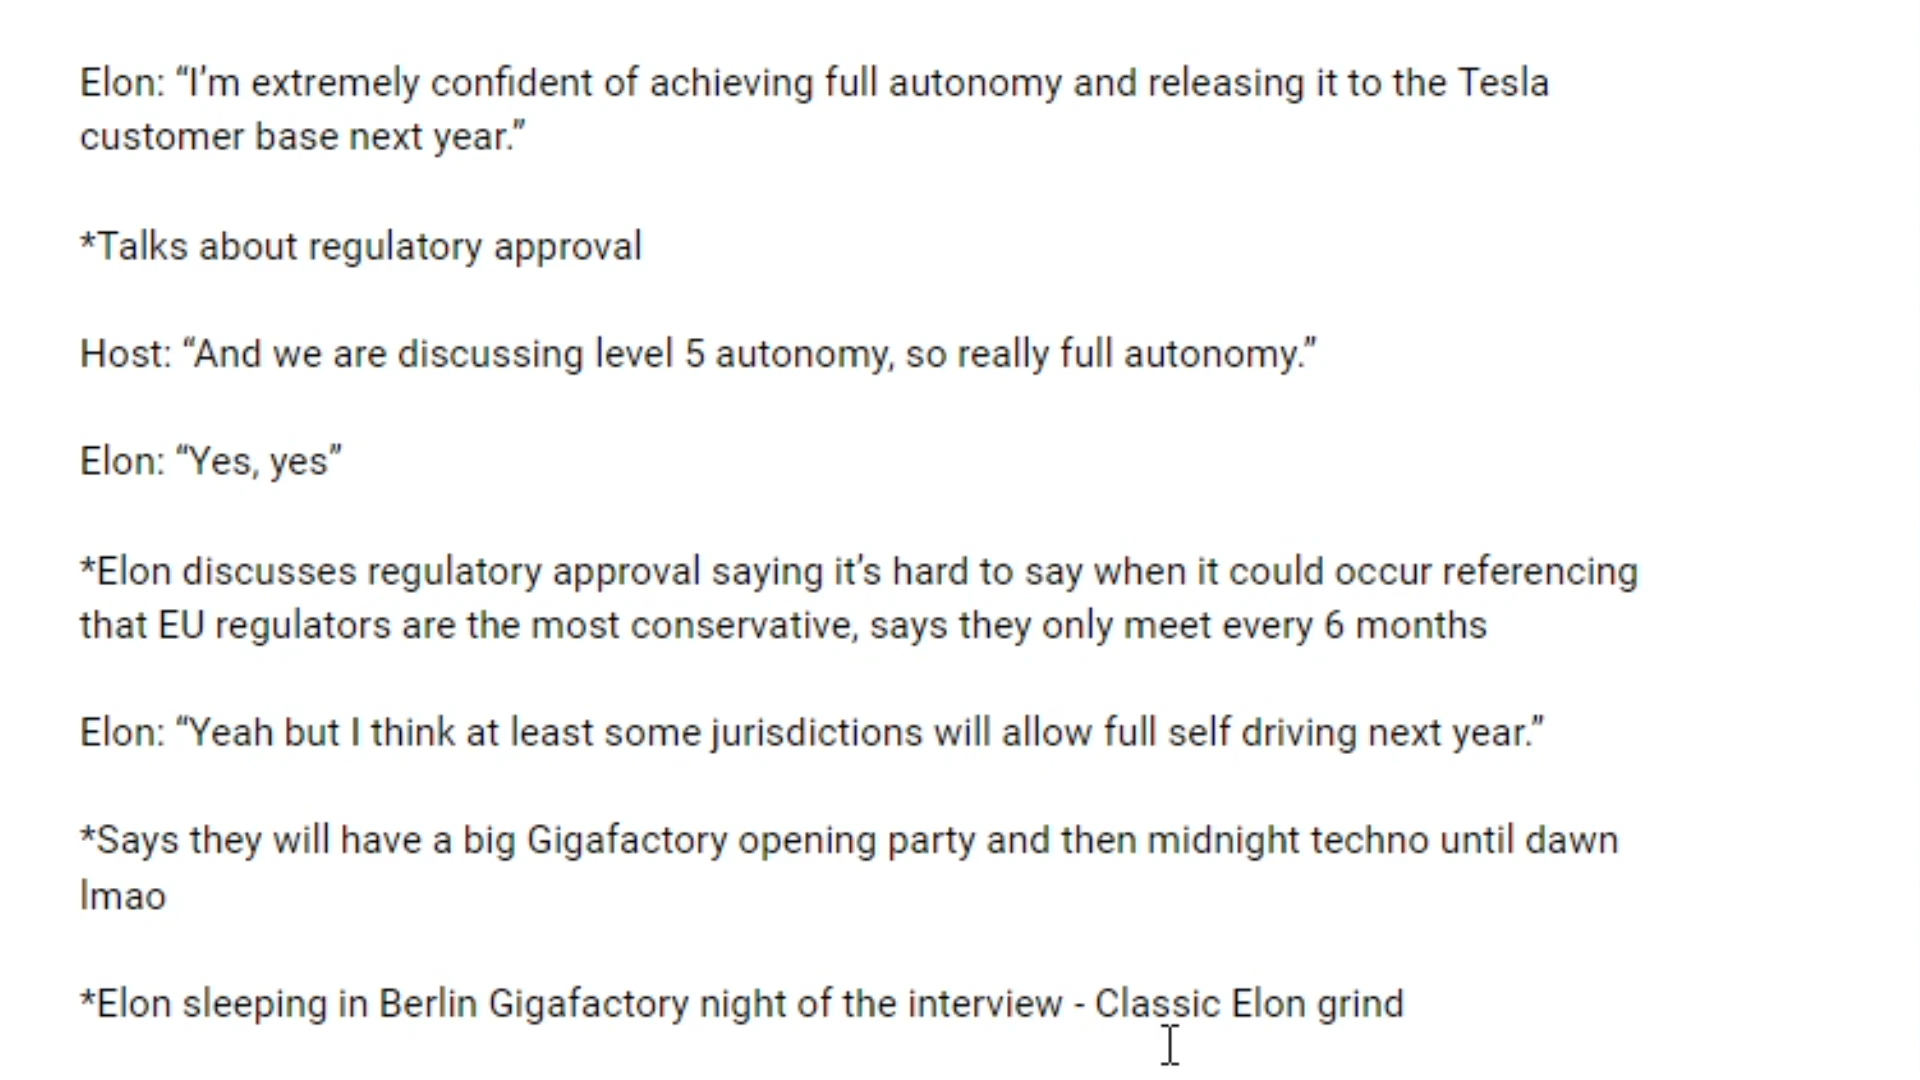 Elon: “I’m extremely confident of achieving full autonomy and releasing it to the Tesla
customer base next year.”
*Talks about regulatory approval
Host: “And we are discussing level 5 autonomy, so really full autonomy.”
Elon: “Yes, yes”
*Elon discusses regulatory approval saying it’s hard to say when it could occur referencing
that EU regulators are the most conservative, says they only meet every 6 months
Elon: “Yeah but I think at least some jurisdictions will allow full self driving next year.”
*Says they will have a big Gigafactory opening party and then midnight techno until dawn
lmao
*Elon sleeping in Berlin Gigafactory night of the interview - Classic Elon grind